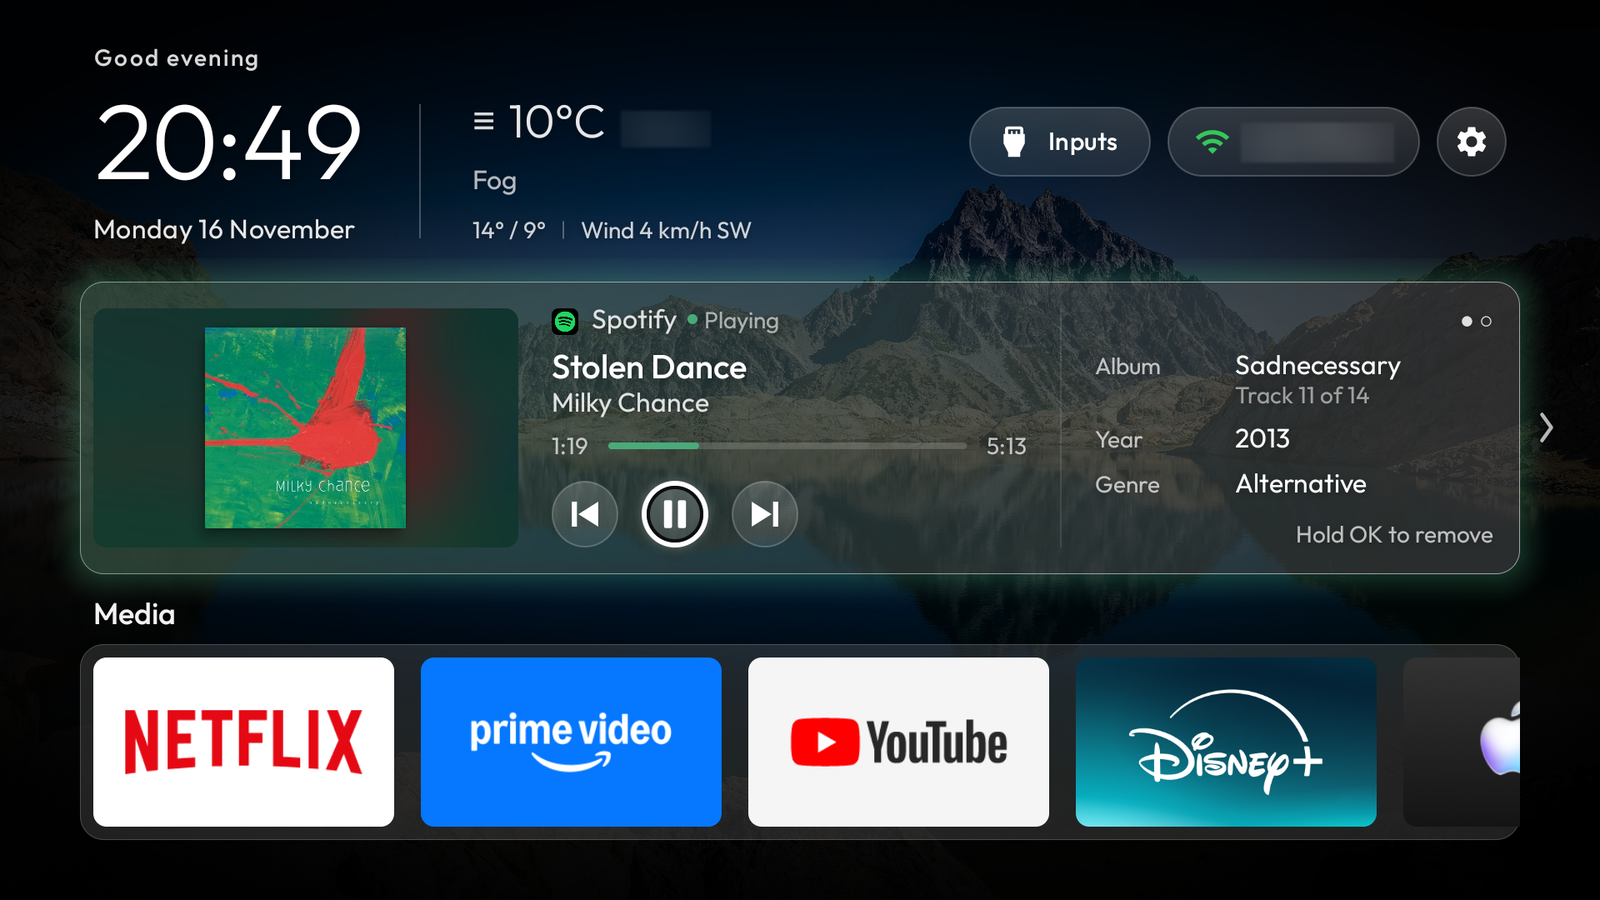 Good evening
20:49
Monday 16 November
10°C
Fog
14° / 9° | Wind 4 km/h SW
Inputs
Spotify • Playing
Stolen Dance
Milky Chance
1:19 5:13
MILKY Chance
Album Sadnecessary
Track 11 of 14
Year 2013
Genre Alternative
Hold OK to remove
Media
NETFLIX
prime video
YouTube
Disney+